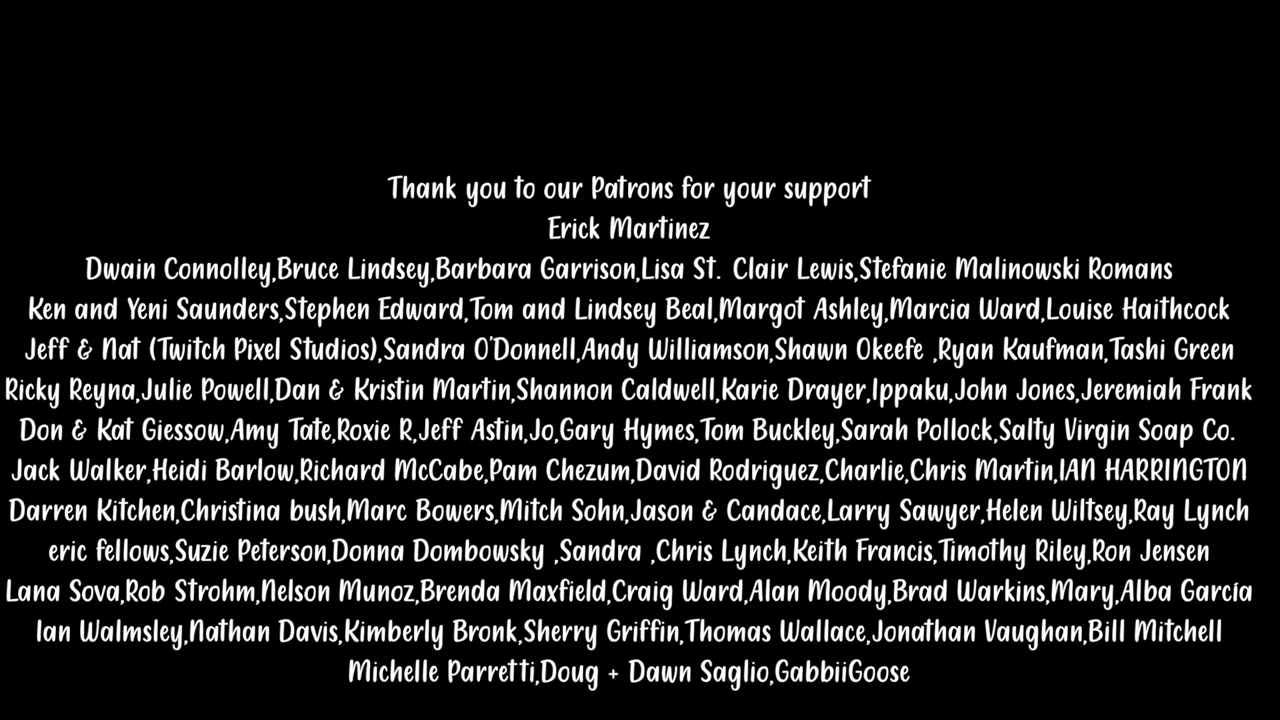 Thank you to our Patrons for your support
Erick Martinez
Dwain Connolley,Bruce Lindsey,Barbara Garrison,Lisa St. Clair Lewis,Stefanie Malinowski Romans
Ken and Yeni Saunders,Stephen Edward,Tom and Lindsey Beal,Margot Ashley,Marcia Ward,Louise Haithcock
Jeff & Nat (Twitch Pixel Studios),Sandra O'Donnell,Andy Williamson,Shawn Okeefe ,Ryan Kaufman,Tashi Green
Ricky Reyna,Julie Powell,Dan & Kristin Martin,Shannon Caldwell,Karie Drayer,Ippaku,John Jones,Jeremiah Frank
Don & Kat Giessow,Amy Tate,Roxie R,Jeff Astin,Jo,Gary Hymes,Tom Buckley,Sarah Pollock,Salty Virgin Soap Co.
Jack Walker,Heidi Barlow,Richard McCabe,Pam Chezum,David Rodriguez,Charlie,Chris Martin,IAN HARRINGTON
Darren Kitchen,Christina bush,Marc Bowers,Mitch Sohn,Jason & Candace,Larry Sawyer,Helen Wiltsey,Ray Lynch
eric fellows,Suzie Peterson,Donna Dombowsky ,Sandra ,Chris Lynch,Keith Francis,Timothy Riley,Ron Jensen
Lana Sova,Rob Strohm,Nelson Munoz,Brenda Maxfield,Craig Ward,Alan Moody,Brad Warkins,Mary,Alba García
Ian Walmsley,Nathan Davis,Kimberly Bronk,Sherry Griffin,Thomas Wallace,Jonathan Vaughan,Bill Mitchell
Michelle Parretti,Doug + Dawn Saglio,GabbiiGoose